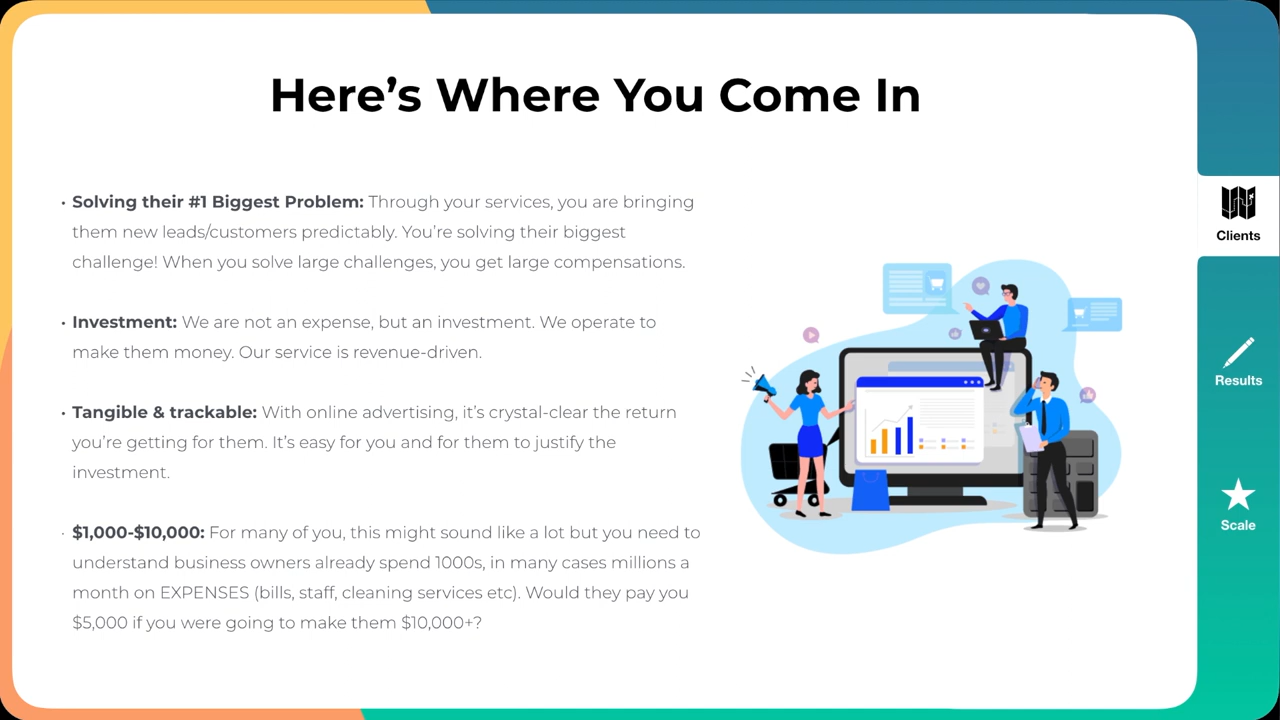 Here's Where You Come In
• Solving their #1 Biggest Problem: Through your services, you are bringing
them new leads/customers predictably. You're solving their biggest
challenge! When you solve large challenges, you get large compensations.
• Investment: We are not an expense, but an investment. We operate to
make them money. Our service is revenue-driven.
• Tangible & trackable: With online advertising, it's crystal-clear the return
you're getting for them. It's easy for you and for them to justify the
investment.
• $1,000-$10,000: For many of you, this might sound like a lot but you need to
understand business owners already spend 1000s, in many cases millions a
month on EXPENSES (bills, staff, cleaning services etc). Would they pay you
$5,000 if you were going to make them $10,000+?
Clients
Results
Scale